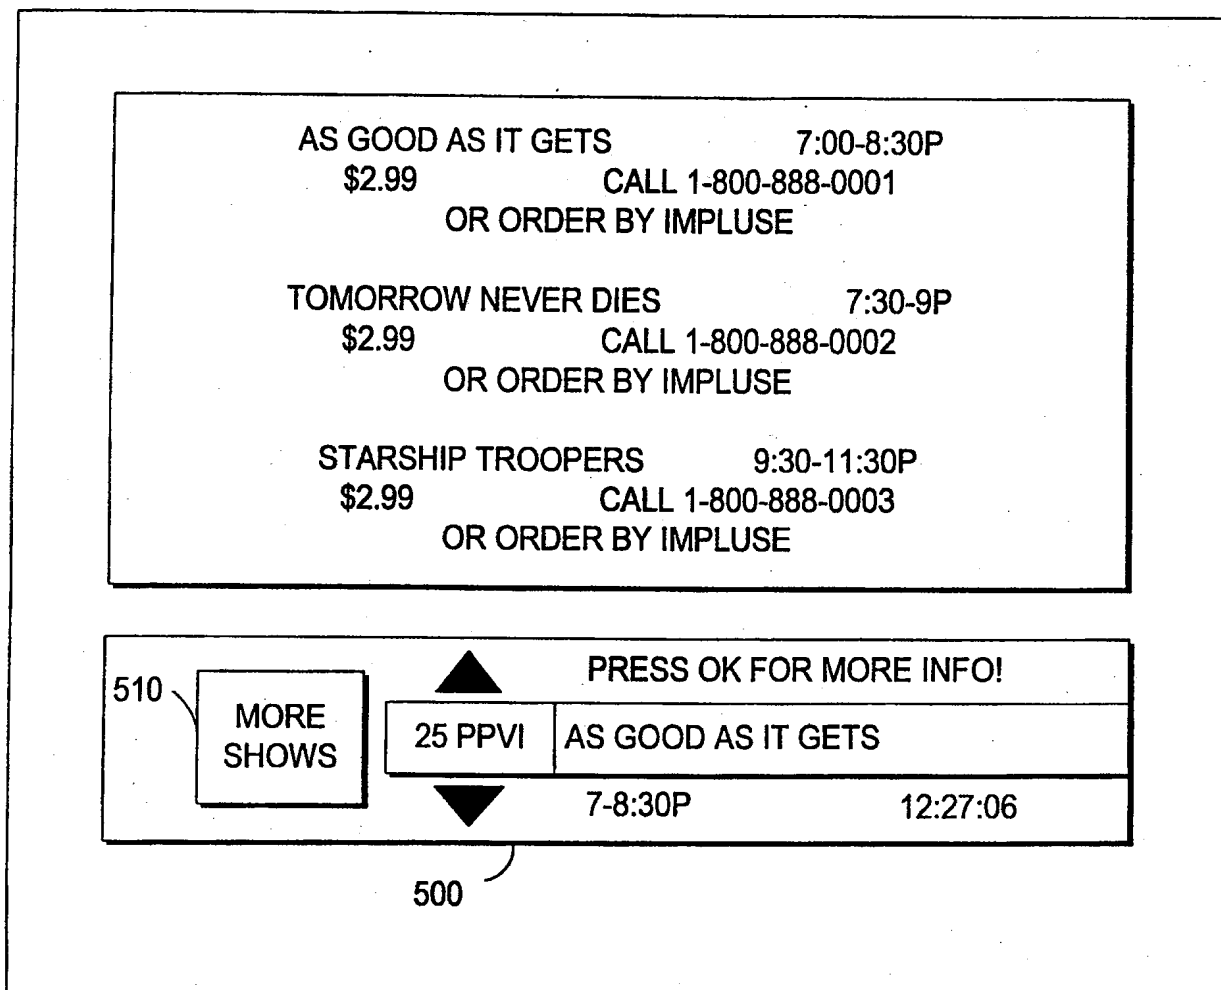 AS GOOD AS IT GETS 7:00-8:30P
$2.99 CALL 1-800-888-0001
OR ORDER BY IMPLUSE
TOMORROW NEVER DIES 7:30-9P
$2.99 CALL 1-800-888-0002
OR ORDER BY IMPLUSE
STARSHIP TROOPERS 9:30-11:30P
$2.99 CALL 1-800-888-0003
OR ORDER BY IMPLUSE
PRESS OK FOR MORE INFO!
510
MORE
SHOWS
25 PPVI AS GOOD AS IT GETS
7-8:30P 12:27:06
500